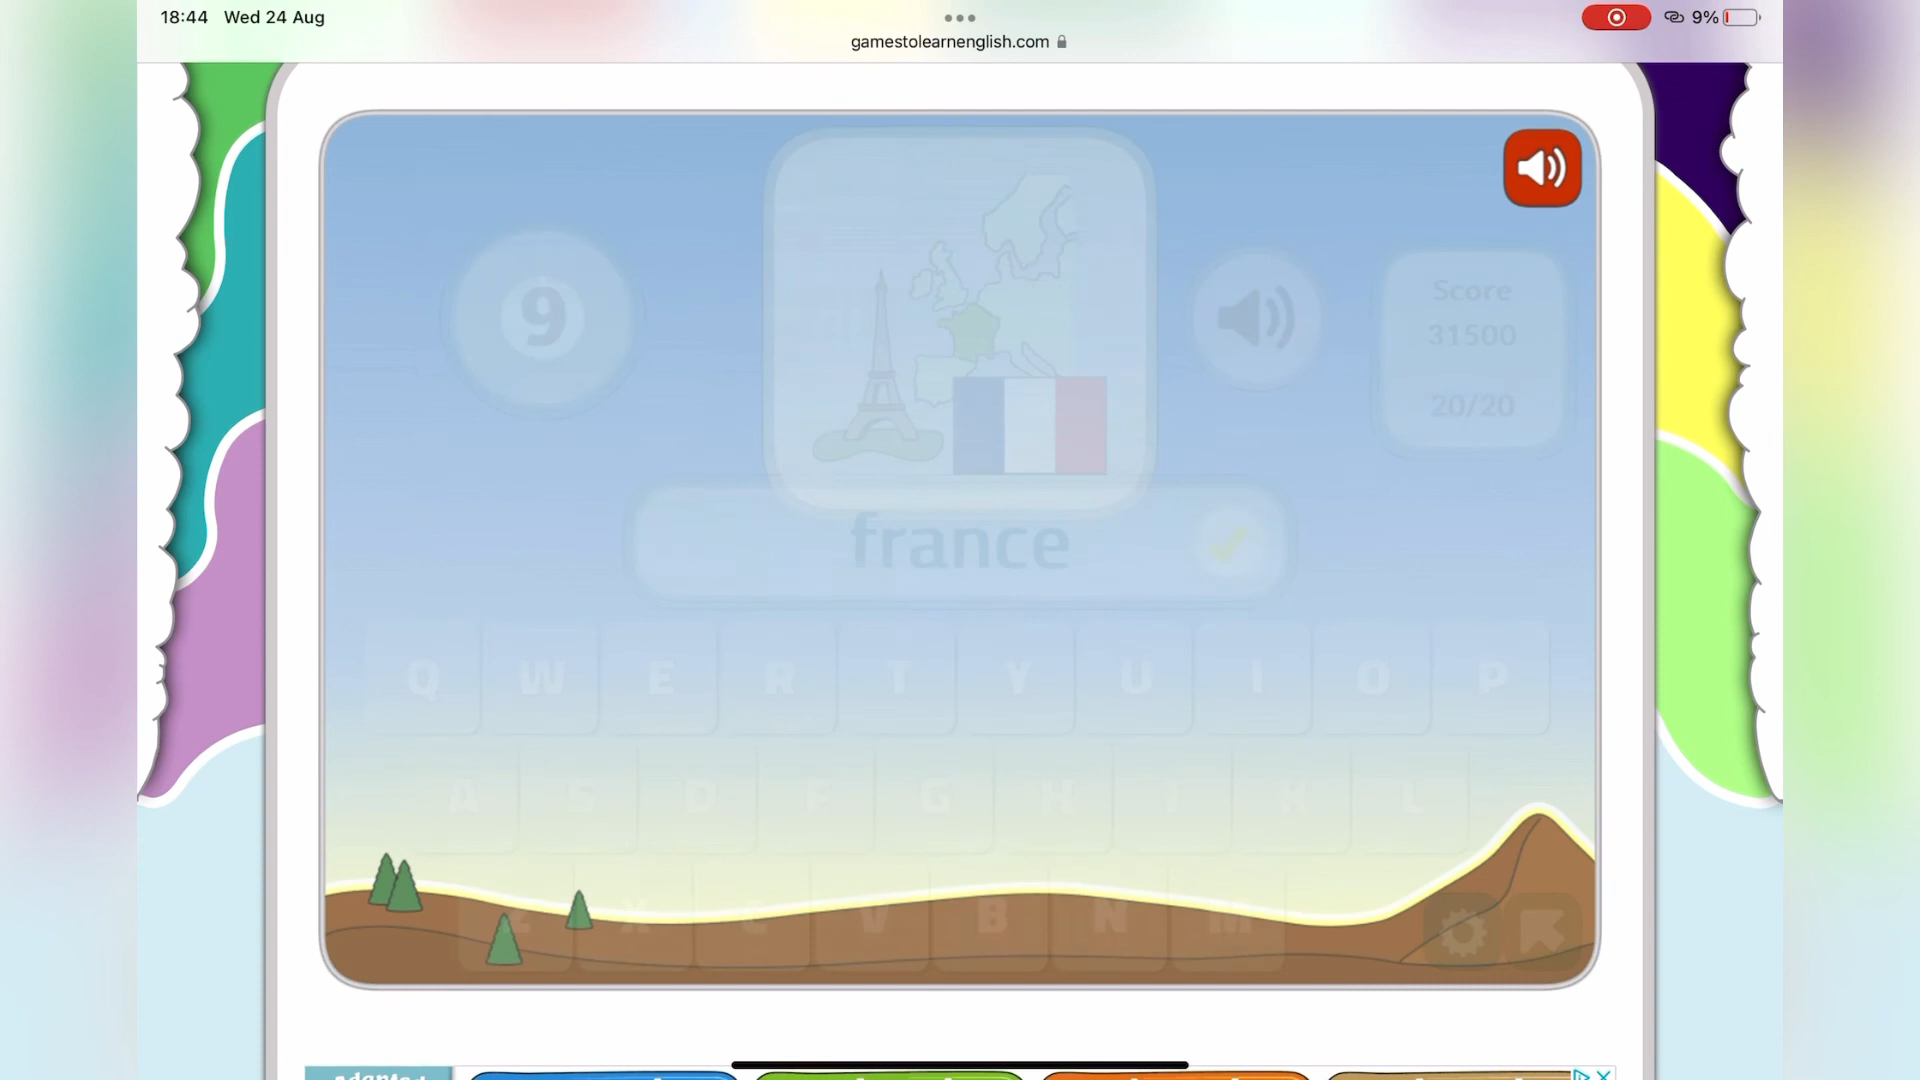 18:44 Wed 24 Aug
9%
gamestolearnenglish.com
9
Score
31500
20/20
france
Q W E R T Y U I O P
A S D F G H J K L
Z X C V B N M